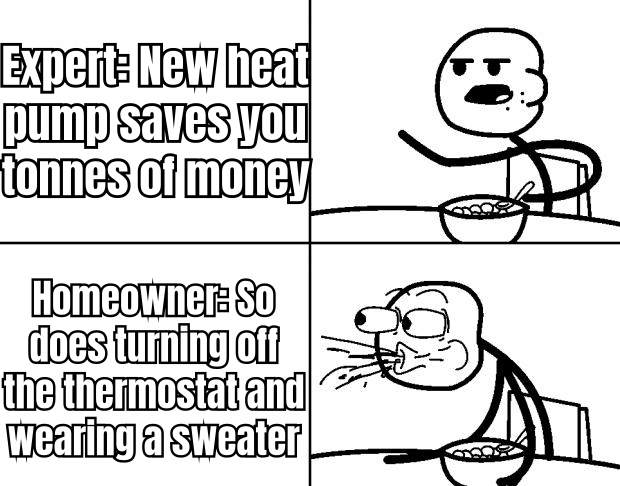 Expert: New heat
pump saves you
tonnes of money
Homeowner: So
does turning off
the thermostat and
wearing a sweater